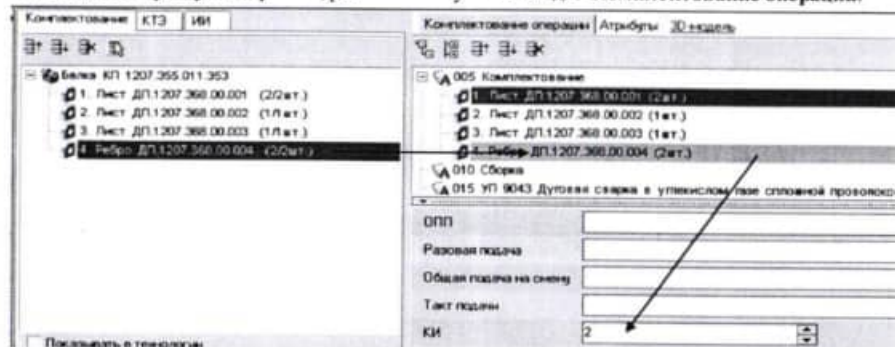 Комплектование КТЭ ИИ
Балка КП 1207.355.011.353
1. Лист ДП.1207.368.00.001 (2/2шт.)
2. Лист ДП.1207.368.00.002 (1/1шт.)
3. Лист ДП.1207.368.00.003 (1/1шт.)
4. Ребро ДП.1207.368.00.004 (2/2шт.)
Показывать в технологии
Комплектование операции Атрибуты 3D модель
005 Комплектование
1. Лист ДП.1207.368.00.001 (2шт.)
2. Лист ДП.1207.368.00.002 (1шт.)
3. Лист ДП.1207.368.00.003 (1шт.)
4. Ребро ДП.1207.368.00.004 (2шт.)
010 Сборка
015 УП 9043 Дуговая сварка в углекислом газе сплошной проволоко
ОПП
Разовая подача
Общая подача на смену
Такт подачи
КИ 2